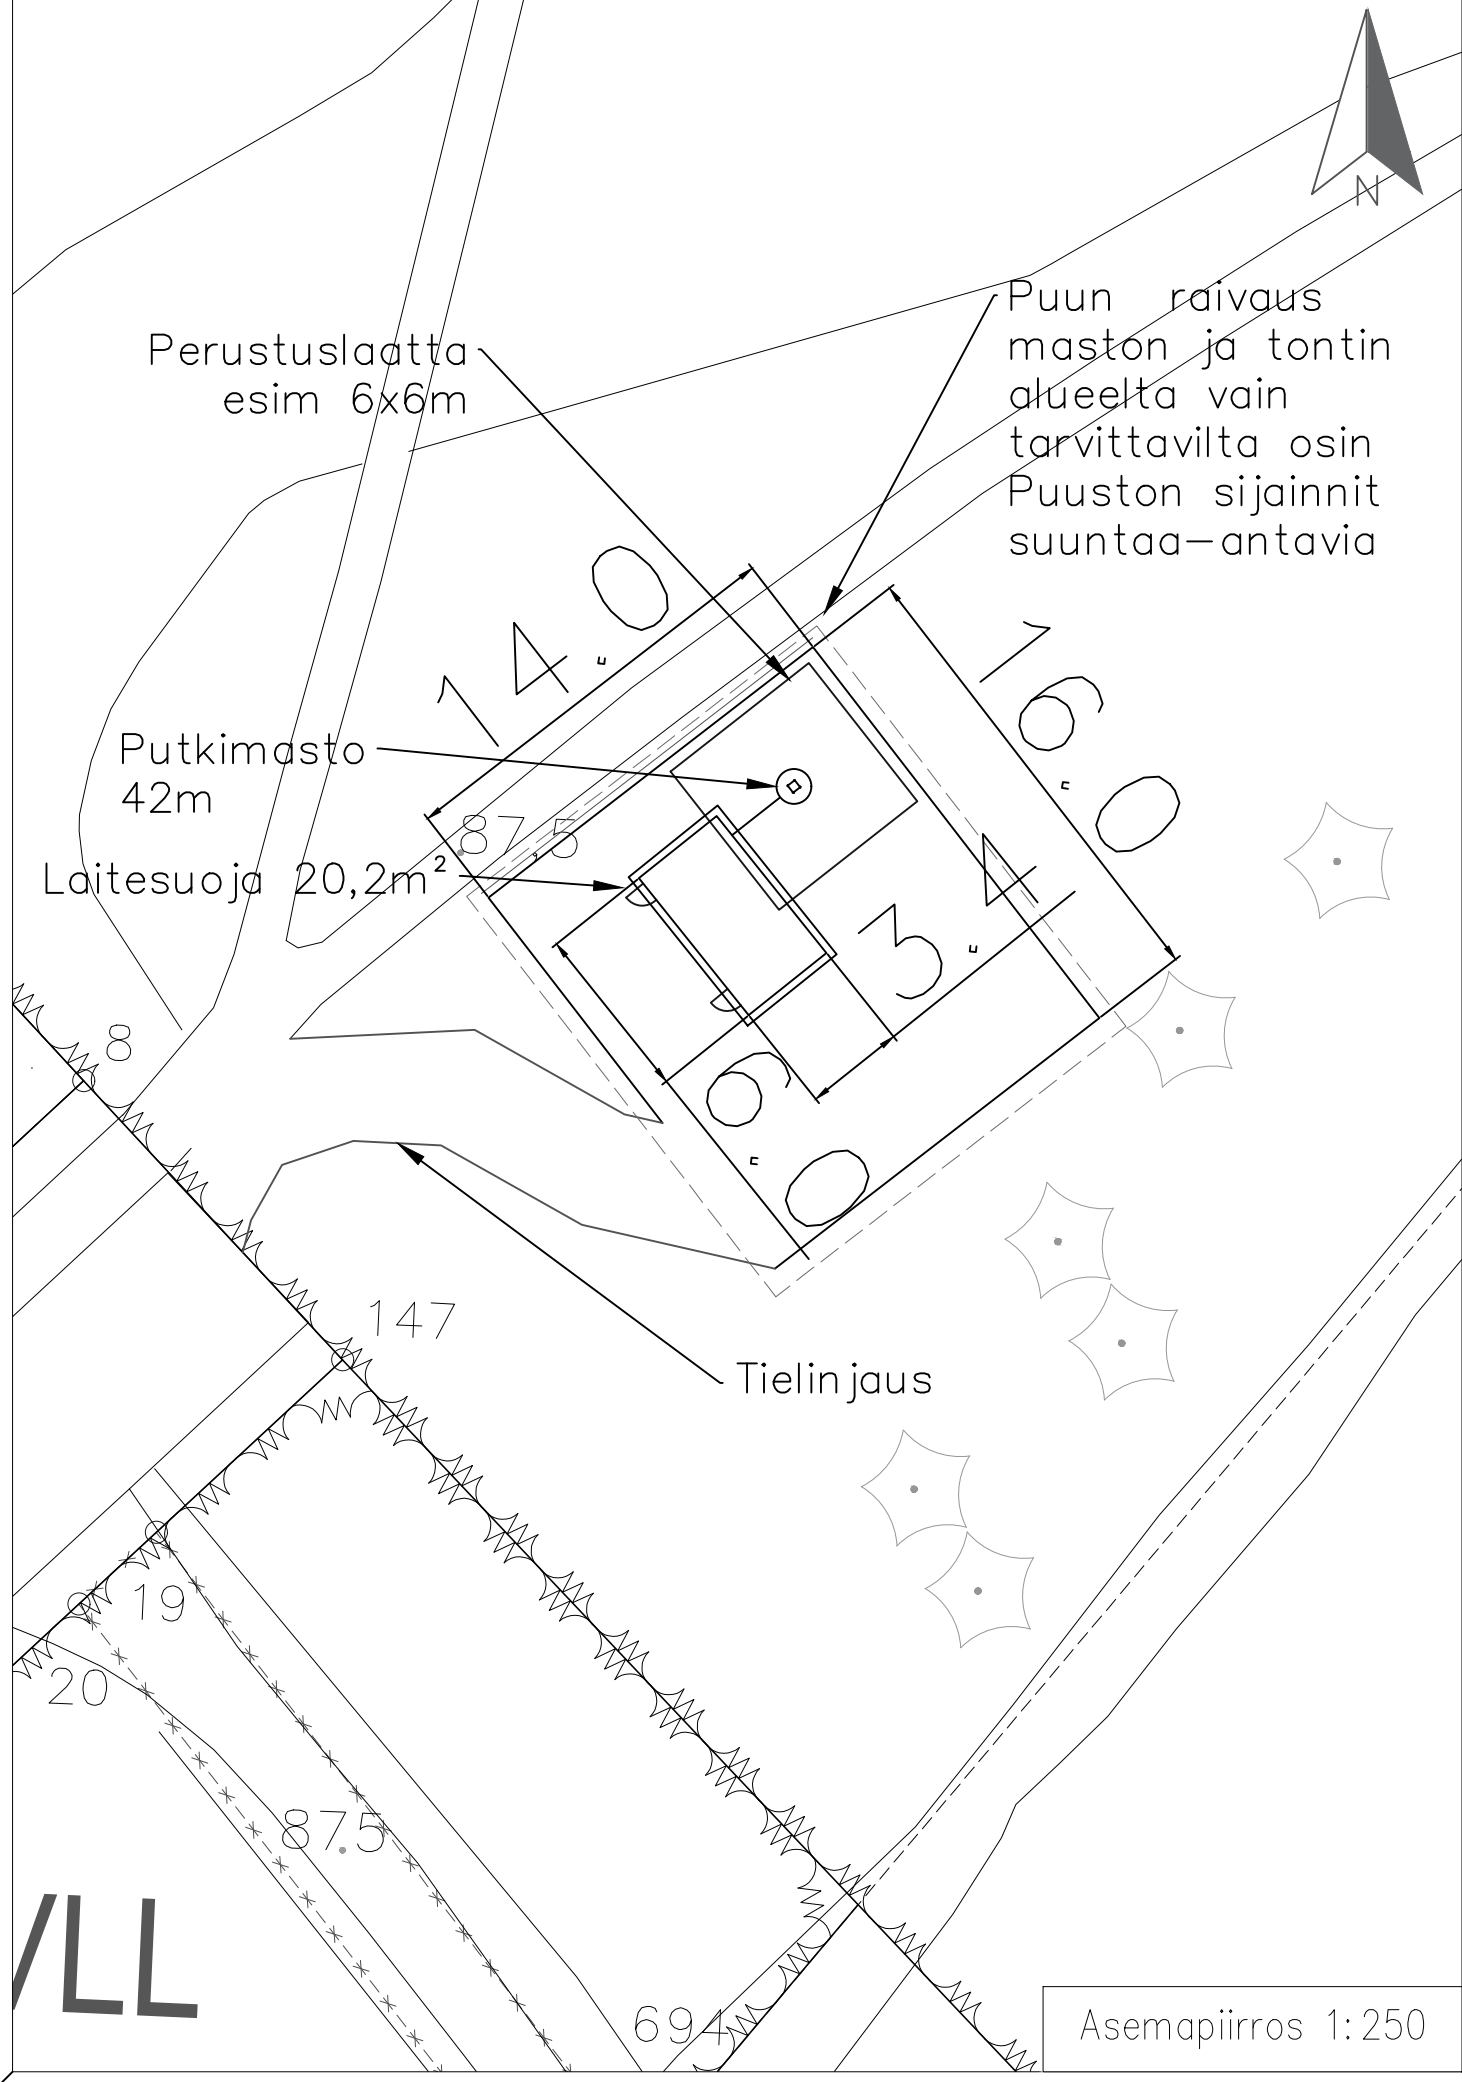 N
Puun raivaus
maston ja tontin
alueelta vain
tarvittavilta osin
Puuston sijainnit
suuntaa-antavia
Perustuslaatta
esim 6x6m
14.0
16.0
Putkimasto
42m
87,5
Laitesuoja 20,2m²
3.4
6.0
8
147
Tielinjaus
19
20
87.5
VLL
694
Asemapiirros 1:250